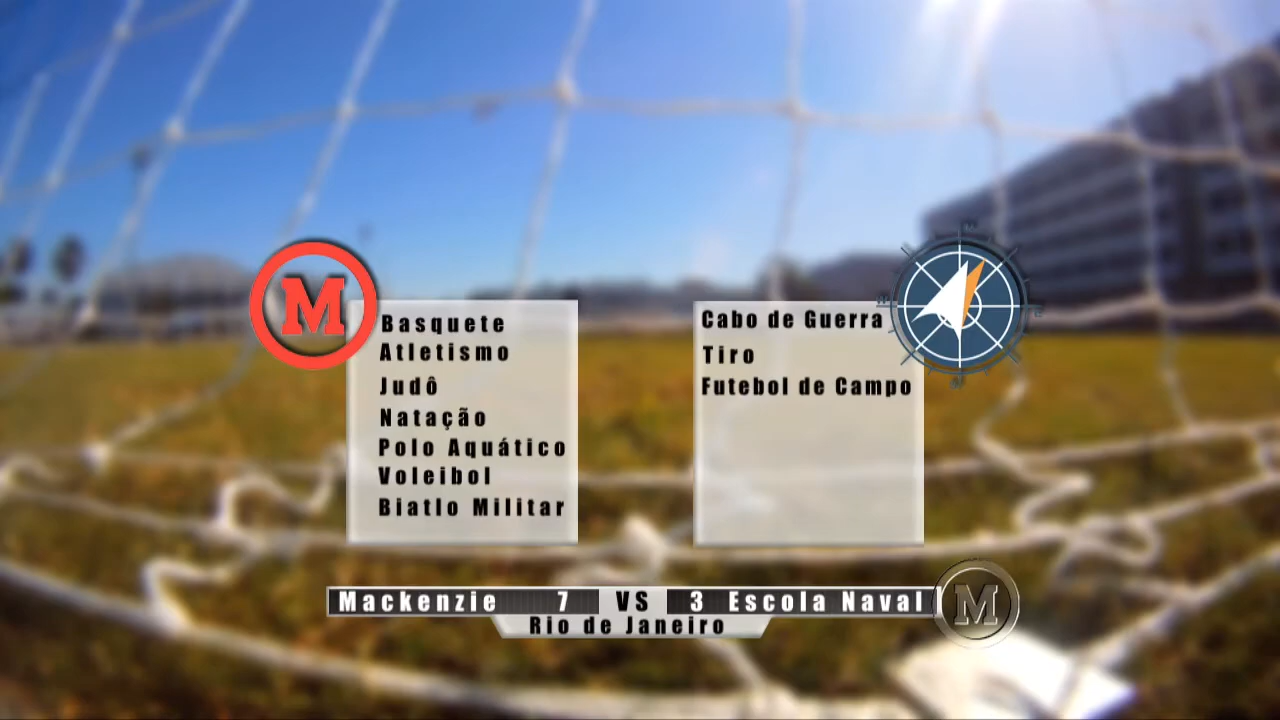 M
Basquete
Atletismo
Judô
Natação
Polo Aquático
Voleibol
Biatlo Militar
Cabo de Guerra
Tiro
Futebol de Campo
Mackenzie 7 VS 3 Escola Naval
Rio de Janeiro
M